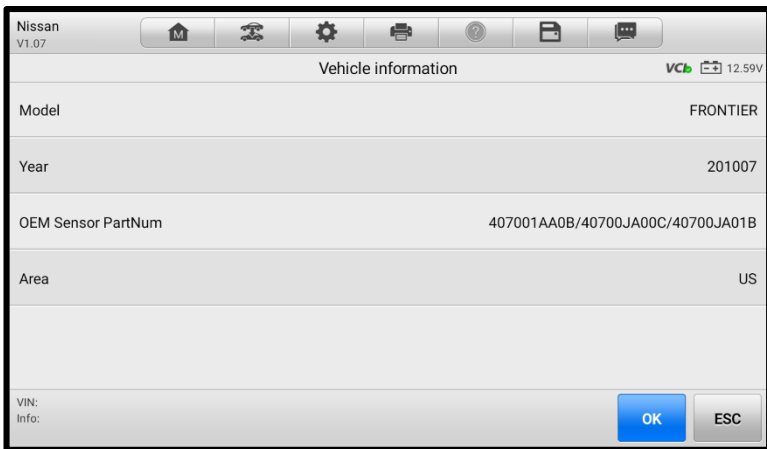 Nissan
V1.07
M
?
Vehicle information VCI 12.59V
Model FRONTIER
Year 201007
OEM Sensor PartNum 407001AA0B/40700JA00C/40700JA01B
Area US
VIN:
Info:
OK ESC